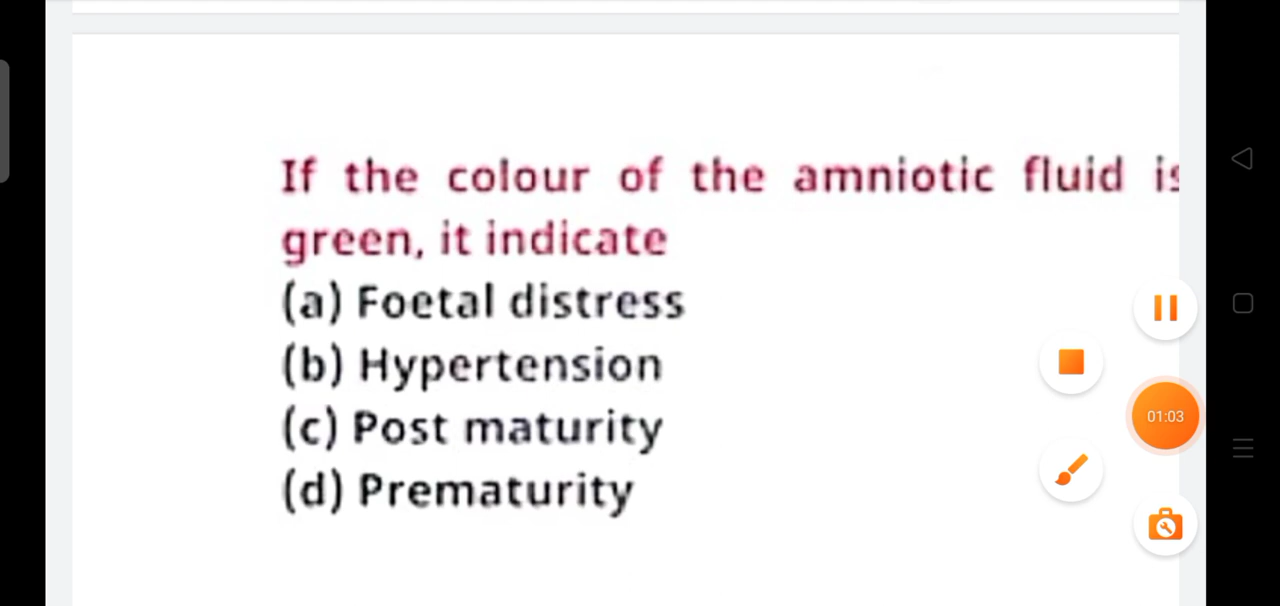 If the colour of the amniotic fluid is
green, it indicate
(a) Foetal distress
(b) Hypertension
(c) Post maturity
(d) Prematurity
01:03